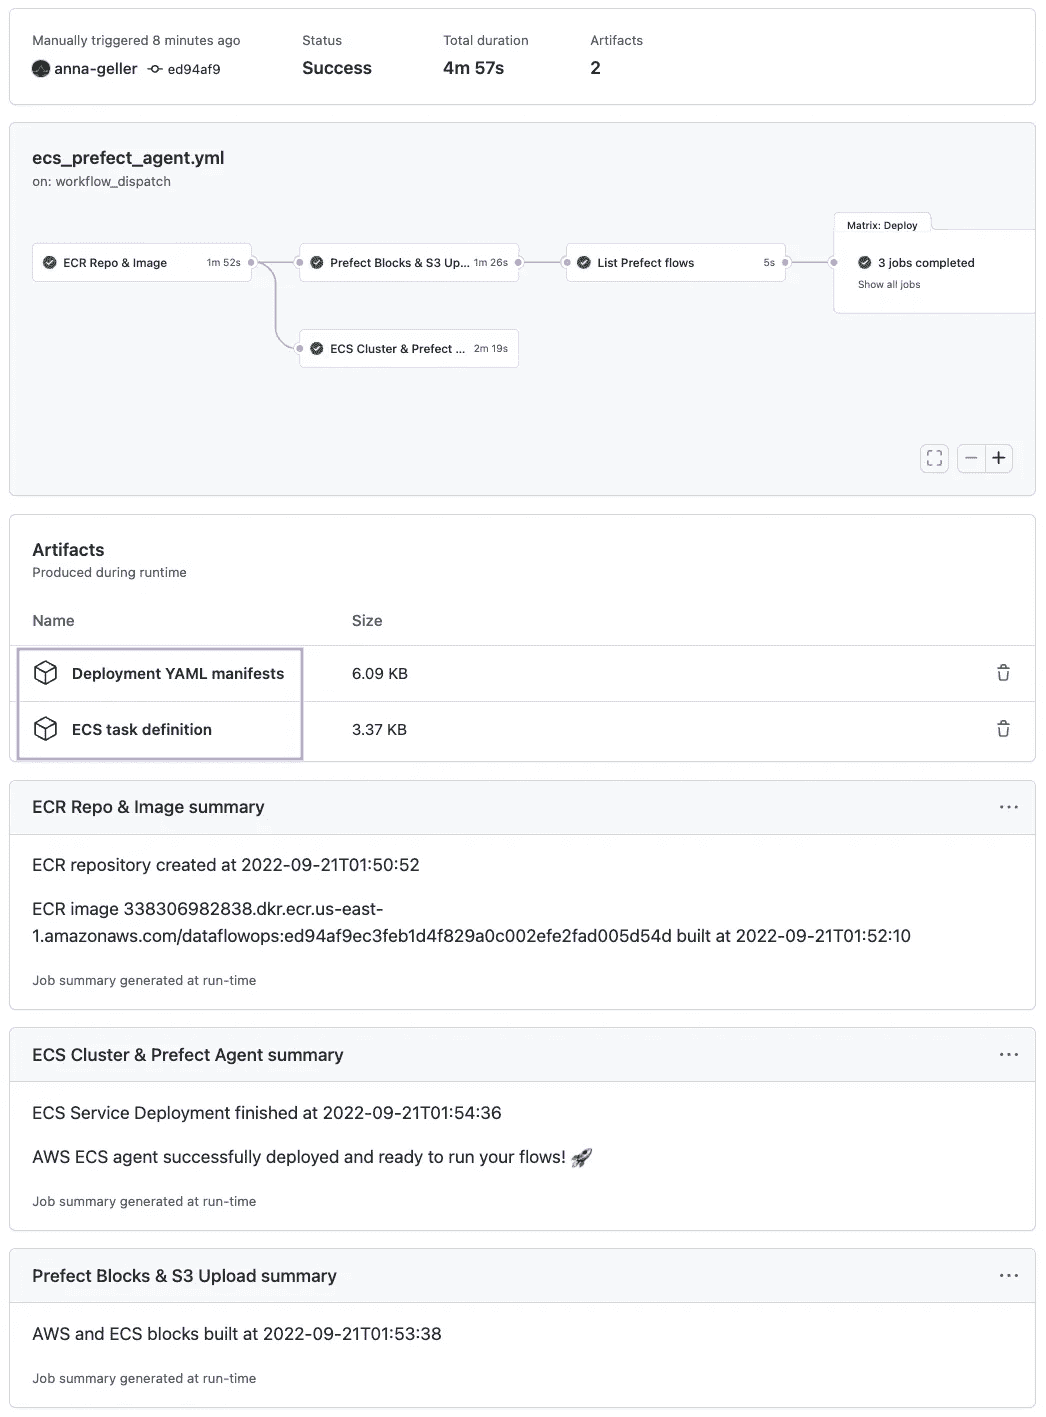 Manually triggered 8 minutes ago
Status
Total duration
Artifacts
anna-geller ed94af9
Success
4m 57s
2
ecs_prefect_agent.yml
on: workflow_dispatch
Matrix: Deploy
ECR Repo & Image 1m 52s
Prefect Blocks & S3 Up... 1m 26s
List Prefect flows 5s
3 jobs completed
Show all jobs
ECS Cluster & Prefect ... 2m 19s
Artifacts
Produced during runtime
Name Size
Deployment YAML manifests 6.09 KB
ECS task definition 3.37 KB
ECR Repo & Image summary
ECR repository created at 2022-09-21T01:50:52
ECR image 338306982838.dkr.ecr.us-east-
1.amazonaws.com/dataflowops:ed94af9ec3feb1d4f829a0c002efe2fad005d54d built at 2022-09-21T01:52:10
Job summary generated at run-time
ECS Cluster & Prefect Agent summary
ECS Service Deployment finished at 2022-09-21T01:54:36
AWS ECS agent successfully deployed and ready to run your flows! 🚀
Job summary generated at run-time
Prefect Blocks & S3 Upload summary
AWS and ECS blocks built at 2022-09-21T01:53:38
Job summary generated at run-time